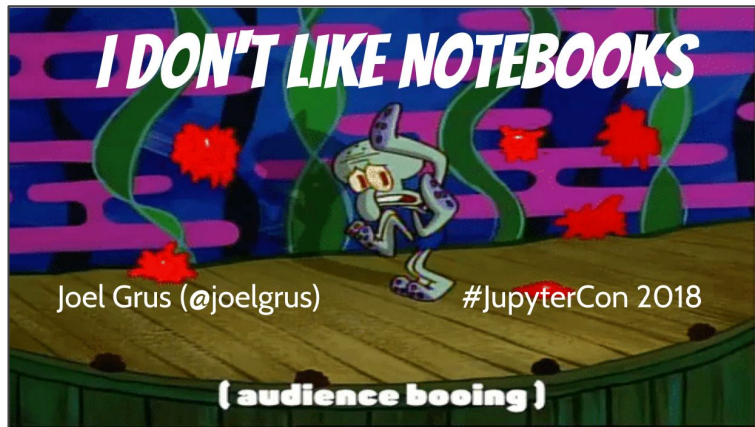 I DON'T LIKE NOTEBOOKS
Joel Grus (@joelgrus) #JupyterCon 2018
( audience booing )